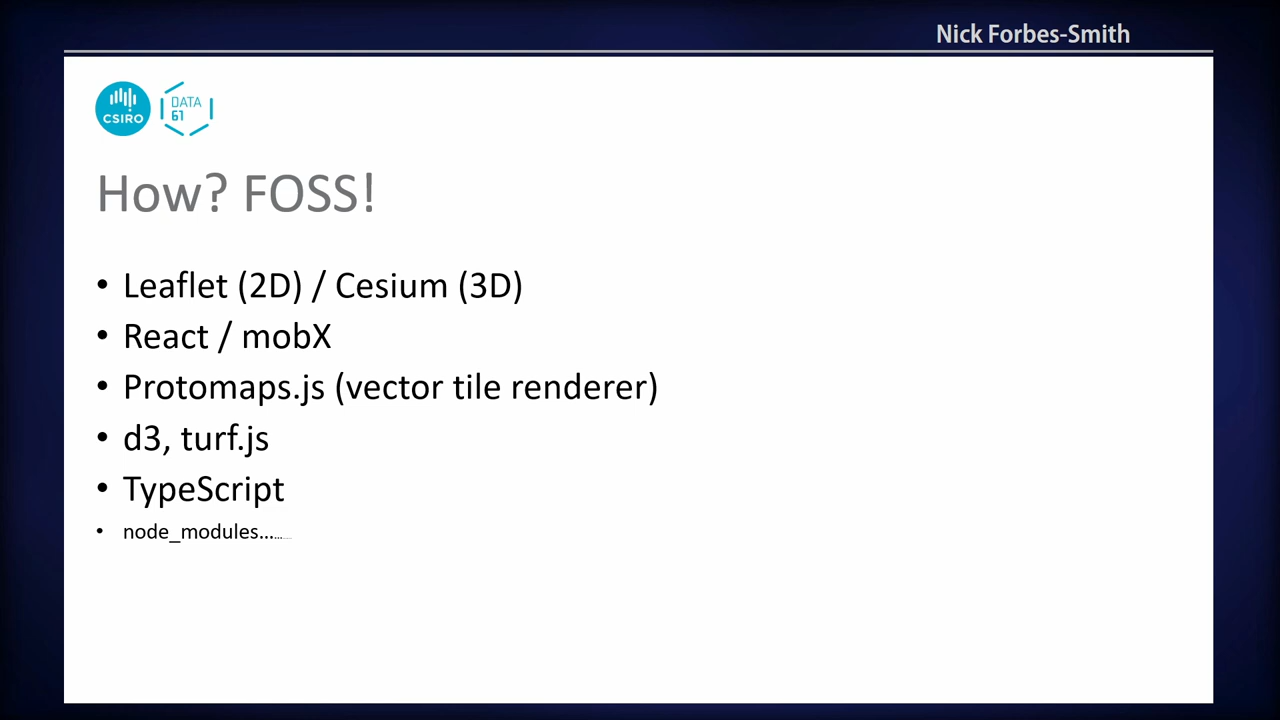 Nick Forbes-Smith
CSIRO
DATA
61
How? FOSS!
• Leaflet (2D) / Cesium (3D)
• React / mobX
• Protomaps.js (vector tile renderer)
• d3, turf.js
• TypeScript
• node_modules.........